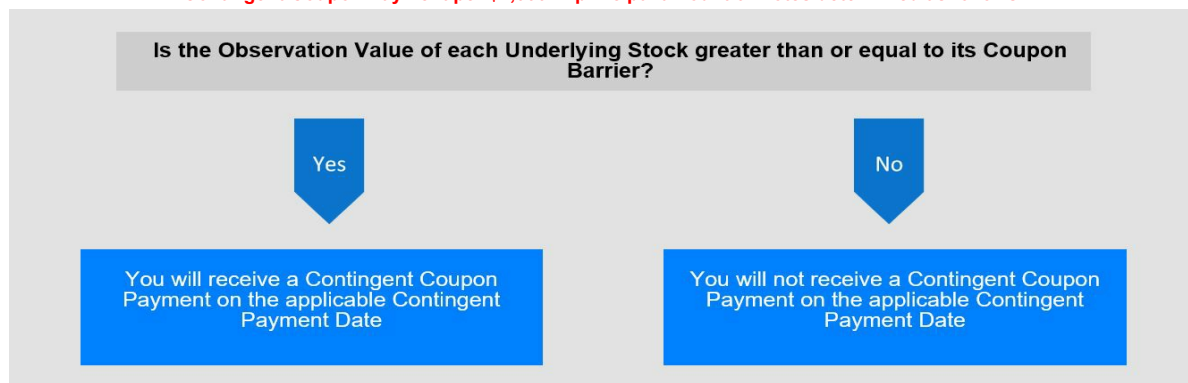 Is the Observation Value of each Underlying Stock greater than or equal to its Coupon
Barrier?
Yes
No
You will receive a Contingent Coupon
Payment on the applicable Contingent
Payment Date
You will not receive a Contingent Coupon
Payment on the applicable Contingent
Payment Date